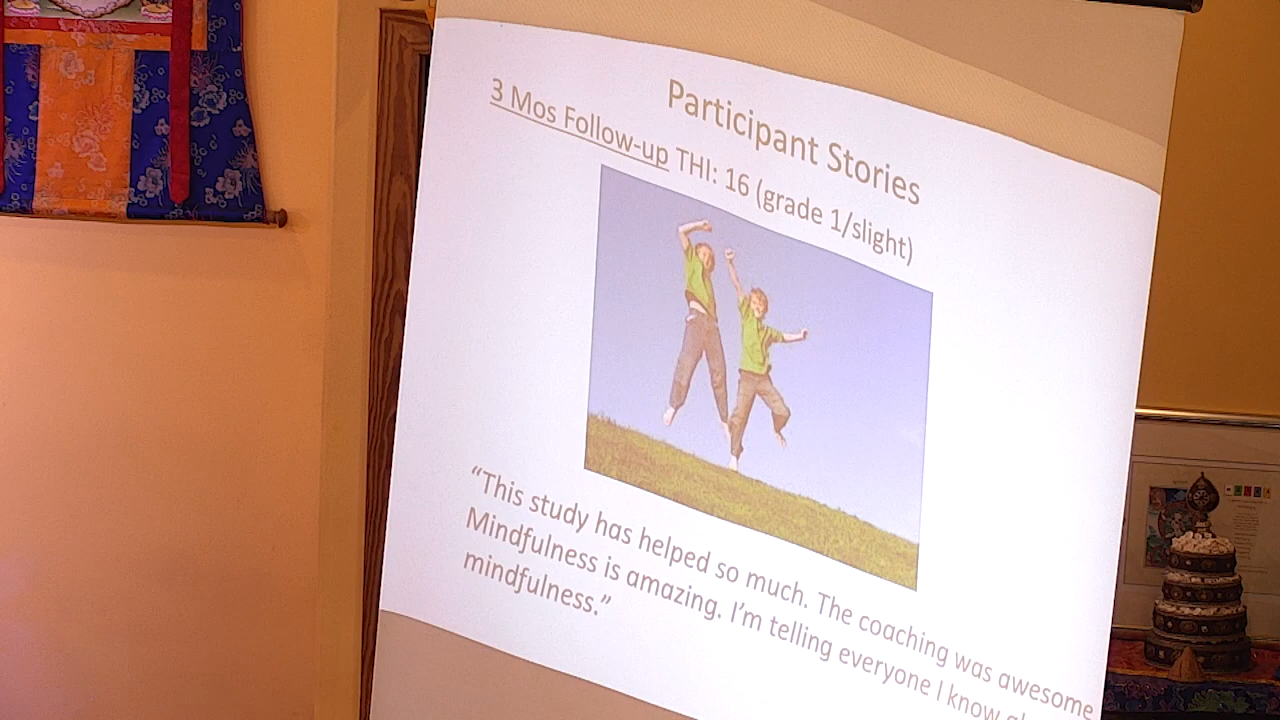 Participant Stories
3 Mos Follow-up THI: 16 (grade 1/slight)
“This study has helped so much. The coaching was awesome
Mindfulness is amazing. I’m telling everyone I know
mindfulness.”